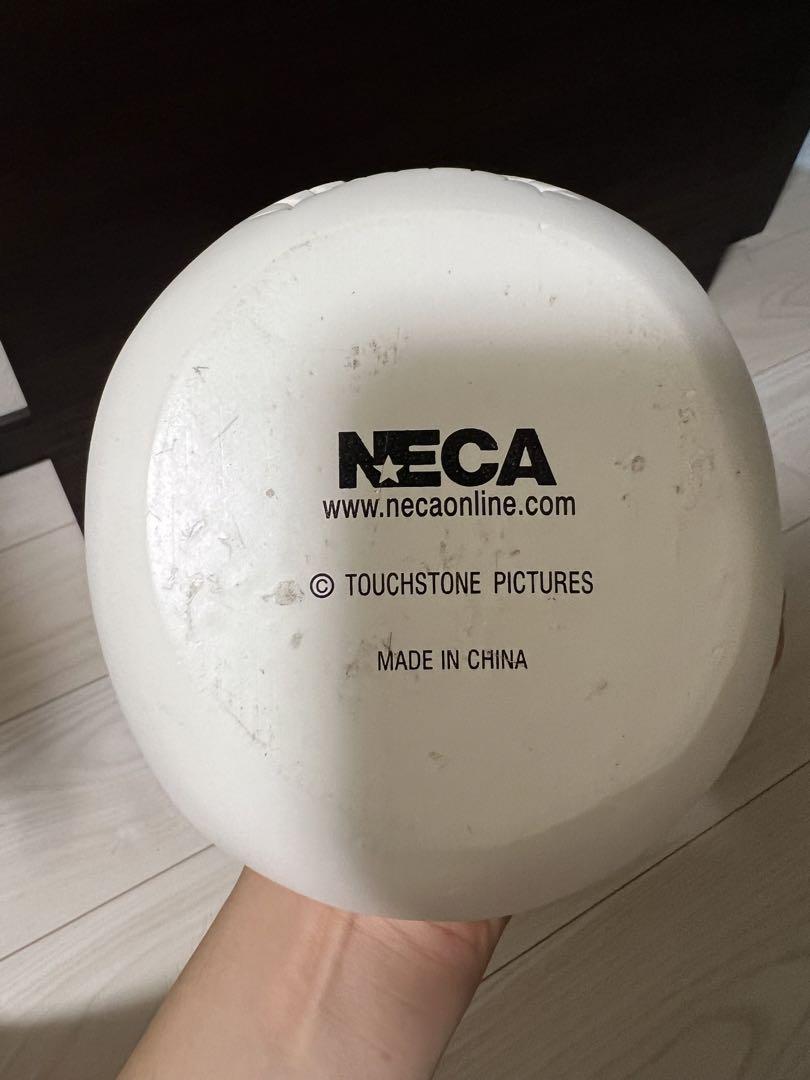 NECA
www.necaonline.com
© TOUCHSTONE PICTURES
MADE IN CHINA